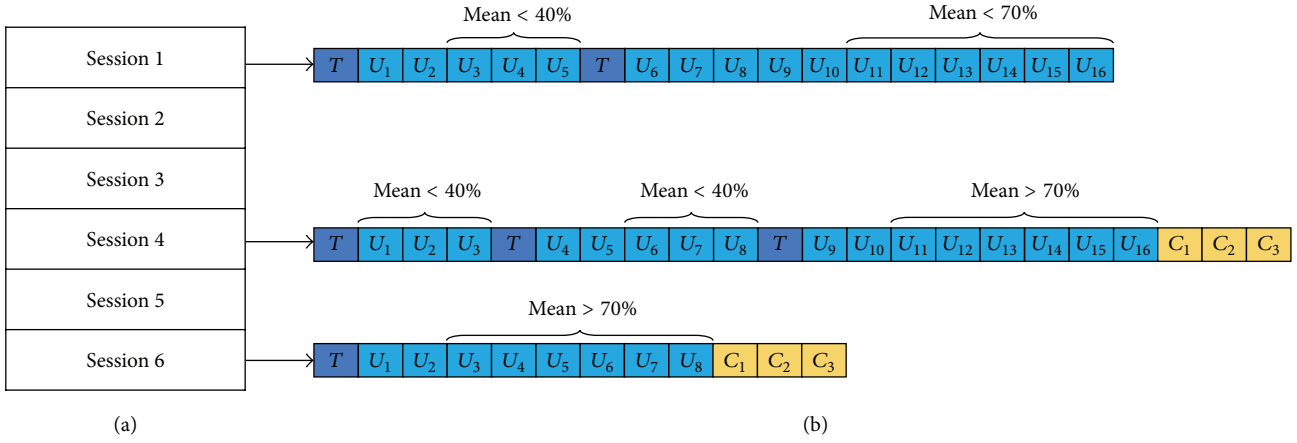 Mean < 40%
Mean < 70%
Session 1
T U₁ U₂ U₃ U₄ U₅ T U₆ U₇ U₈ U₉ U₁₀ U₁₁ U₁₂ U₁₃ U₁₄ U₁₅ U₁₆
Session 2
Session 3
Mean < 40%
Mean < 40%
Mean > 70%
Session 4
T U₁ U₂ U₃ T U₄ U₅ U₆ U₇ U₈ T U₉ U₁₀ U₁₁ U₁₂ U₁₃ U₁₄ U₁₅ U₁₆ C₁ C₂ C₃
Session 5
Mean > 70%
Session 6
T U₁ U₂ U₃ U₄ U₅ U₆ U₇ U₈ C₁ C₂ C₃
(a)
(b)